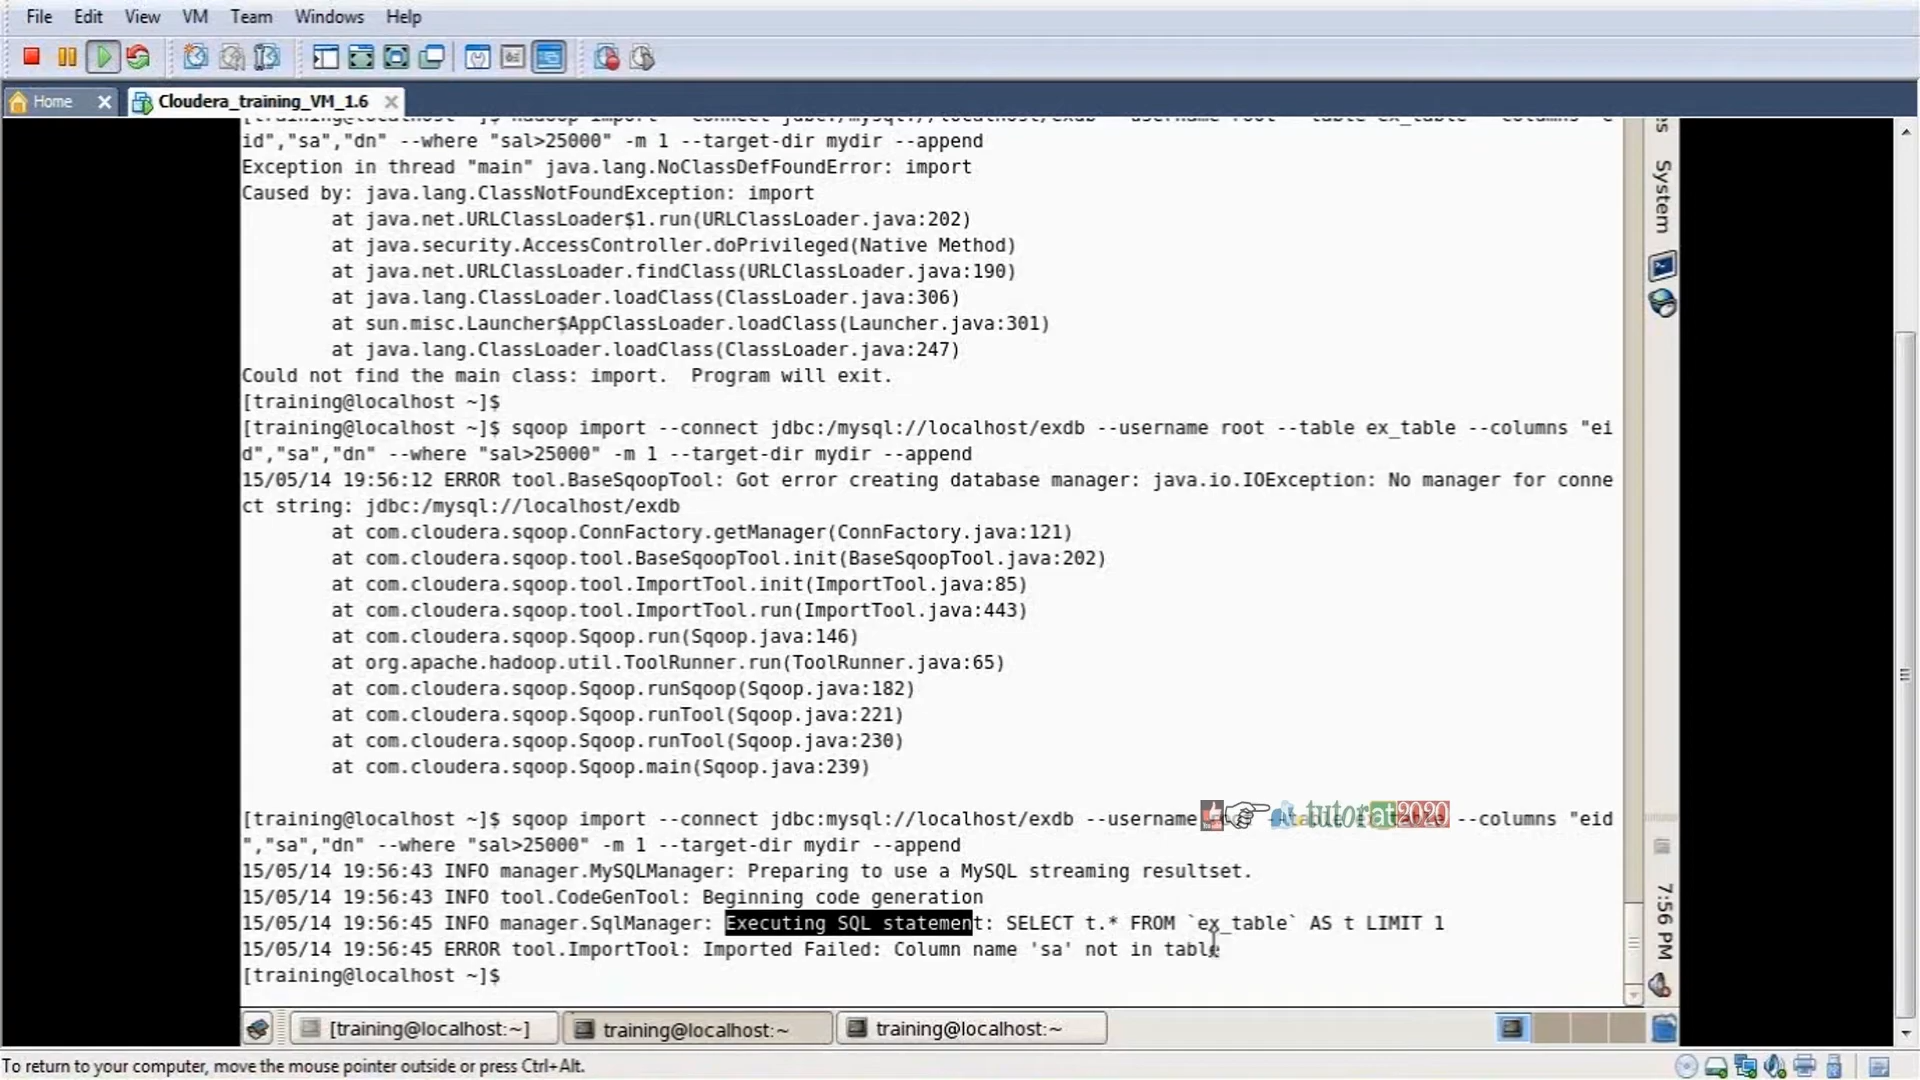 File Edit View VM Team Windows Help
Home
Cloudera_training_VM_1.6
[training@localhost ~]$ hadoop import --connect jdbc:/mysql://localhost/exdb --username root --table ex_table --columns "e
id","sa","dn" --where "sal>25000" -m 1 --target-dir mydir --append
Exception in thread "main" java.lang.NoClassDefFoundError: import
Caused by: java.lang.ClassNotFoundException: import
at java.net.URLClassLoader$1.run(URLClassLoader.java:202)
at java.security.AccessController.doPrivileged(Native Method)
at java.net.URLClassLoader.findClass(URLClassLoader.java:190)
at java.lang.ClassLoader.loadClass(ClassLoader.java:306)
at sun.misc.Launcher$AppClassLoader.loadClass(Launcher.java:301)
at java.lang.ClassLoader.loadClass(ClassLoader.java:247)
Could not find the main class: import.  Program will exit.
[training@localhost ~]$
[training@localhost ~]$ sqoop import --connect jdbc:/mysql://localhost/exdb --username root --table ex_table --columns "ei
d","sa","dn" --where "sal>25000" -m 1 --target-dir mydir --append
15/05/14 19:56:12 ERROR tool.BaseSqoopTool: Got error creating database manager: java.io.IOException: No manager for conne
ct string: jdbc:/mysql://localhost/exdb
at com.cloudera.sqoop.ConnFactory.getManager(ConnFactory.java:121)
at com.cloudera.sqoop.tool.BaseSqoopTool.init(BaseSqoopTool.java:202)
at com.cloudera.sqoop.tool.ImportTool.init(ImportTool.java:85)
at com.cloudera.sqoop.tool.ImportTool.run(ImportTool.java:443)
at com.cloudera.sqoop.Sqoop.run(Sqoop.java:146)
at org.apache.hadoop.util.ToolRunner.run(ToolRunner.java:65)
at com.cloudera.sqoop.Sqoop.runSqoop(Sqoop.java:182)
at com.cloudera.sqoop.Sqoop.runTool(Sqoop.java:221)
at com.cloudera.sqoop.Sqoop.runTool(Sqoop.java:230)
at com.cloudera.sqoop.Sqoop.main(Sqoop.java:239)
[training@localhost ~]$ sqoop import --connect jdbc:mysql://localhost/exdb --username --columns "eid
","sa","dn" --where "sal>25000" -m 1 --target-dir mydir --append
tutorat2020
15/05/14 19:56:43 INFO manager.MySQLManager: Preparing to use a MySQL streaming resultset.
15/05/14 19:56:43 INFO tool.CodeGenTool: Beginning code generation
15/05/14 19:56:45 INFO manager.SqlManager: Executing SQL statement: SELECT t.* FROM `ex_table` AS t LIMIT 1
15/05/14 19:56:45 ERROR tool.ImportTool: Imported Failed: Column name 'sa' not in table
[training@localhost ~]$
System
7:56 PM
[training@localhost:~]
training@localhost:~
training@localhost:~
To return to your computer, move the mouse pointer outside or press Ctrl+Alt.